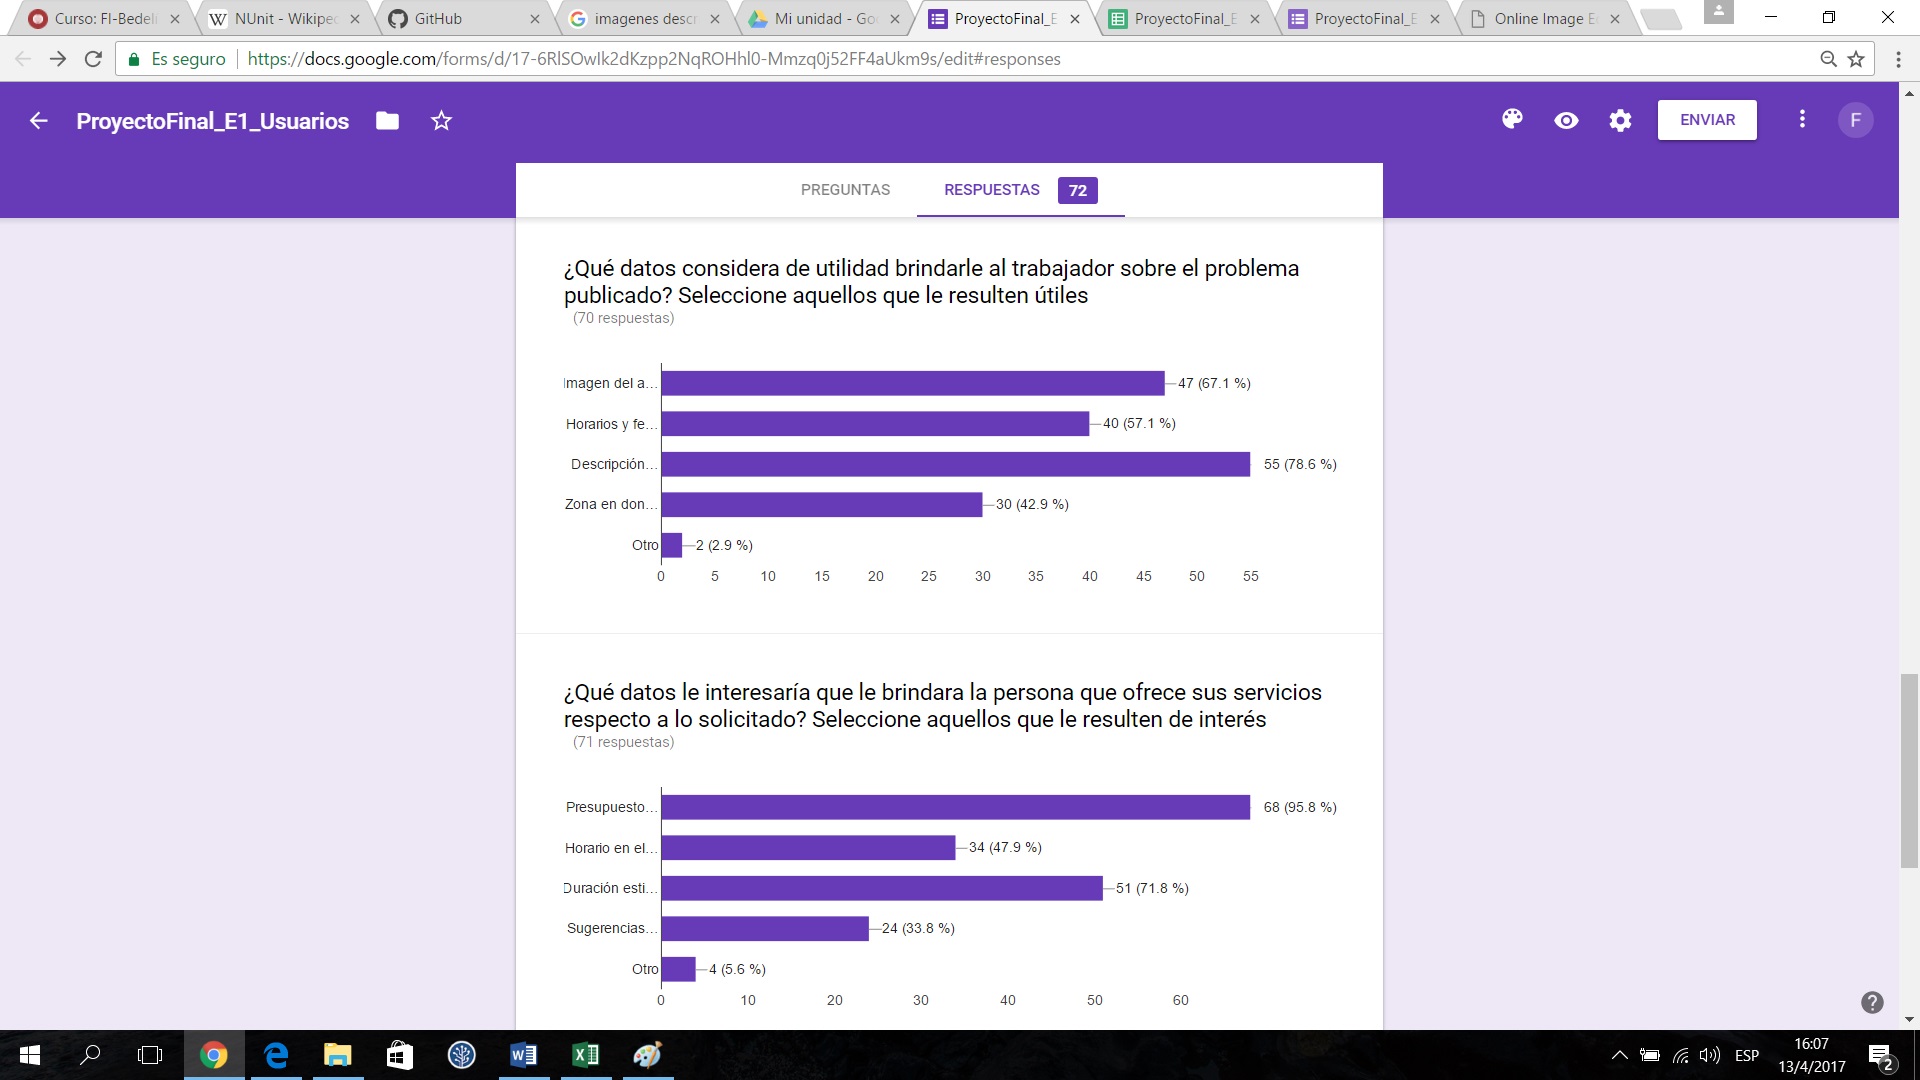 Curso: FI-Bedeli
NUnit - Wikiped
GitHub
imagenes descr
Mi unidad - Goo
ProyectoFinal_E
ProyectoFinal_E
ProyectoFinal_E
Online Image E
Es seguro
https://docs.google.com/forms/d/17-6RlSOwIk2dKzpp2NqROHhl0-Mmzq0j52FF4aUkm9s/edit#responses
ProyectoFinal_E1_Usuarios
ENVIAR
F
PREGUNTAS
RESPUESTAS 72
¿Qué datos considera de utilidad brindarle al trabajador sobre el problema
publicado? Seleccione aquellos que le resulten útiles
(70 respuestas)
Imagen del a... 47 (67.1 %)
Horarios y fe... 40 (57.1 %)
Descripción... 55 (78.6 %)
Zona en don... 30 (42.9 %)
Otro 2 (2.9 %)
0 5 10 15 20 25 30 35 40 45 50 55
¿Qué datos le interesaría que le brindara la persona que ofrece sus servicios
respecto a lo solicitado? Seleccione aquellos que le resulten de interés
(71 respuestas)
Presupuesto... 68 (95.8 %)
Horario en el... 34 (47.9 %)
Duración esti... 51 (71.8 %)
Sugerencias... 24 (33.8 %)
Otro 4 (5.6 %)
0 10 20 30 40 50 60
ESP
16:07
13/4/2017
2